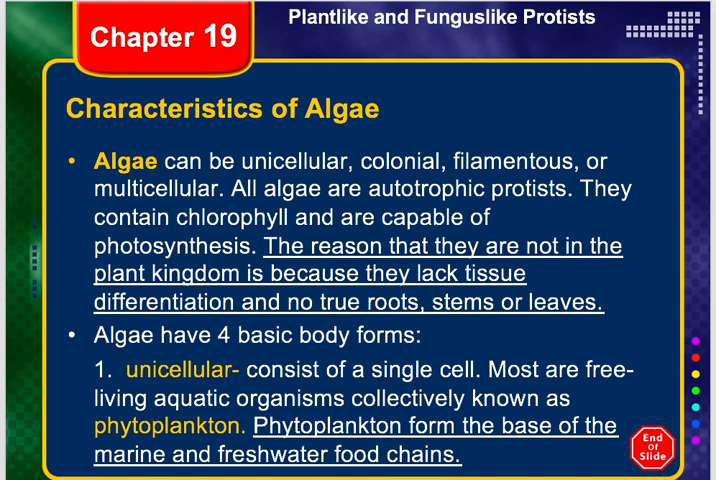 Plantlike and Funguslike Protists
Chapter 19
Characteristics of Algae
• Algae can be unicellular, colonial, filamentous, or
multicellular. All algae are autotrophic protists. They
contain chlorophyll and are capable of
photosynthesis. The reason that they are not in the
plant kingdom is because they lack tissue
differentiation and no true roots, stems or leaves.
• Algae have 4 basic body forms:
1. unicellular- consist of a single cell. Most are free-
living aquatic organisms collectively known as
phytoplankton. Phytoplankton form the base of the
marine and freshwater food chains.
End
Of
Slide